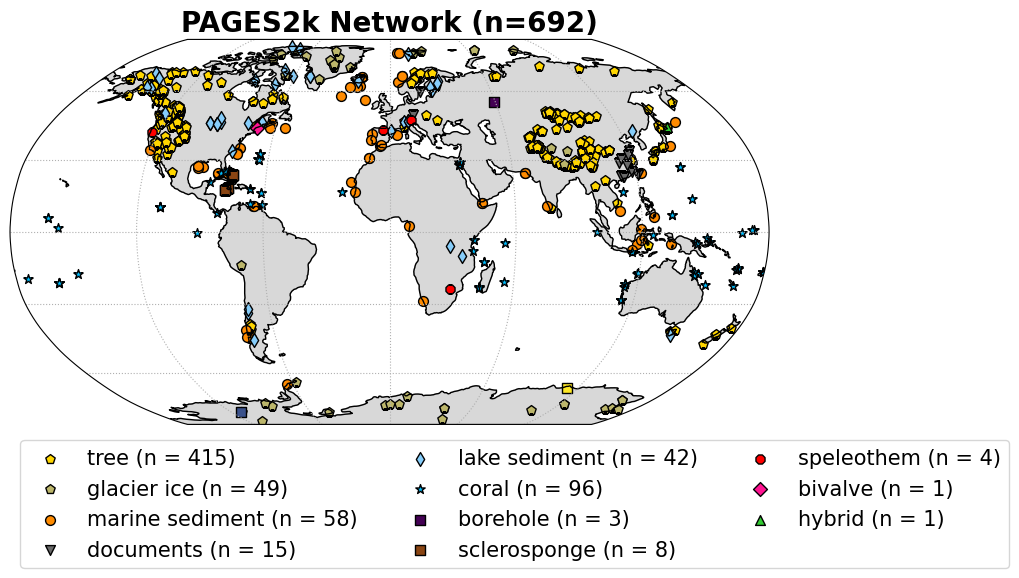 PAGES2k Network (n=692)
tree (n = 415)
glacier ice (n = 49)
marine sediment (n = 58)
documents (n = 15)
lake sediment (n = 42)
coral (n = 96)
borehole (n = 3)
sclerosponge (n = 8)
speleothem (n = 4)
bivalve (n = 1)
hybrid (n = 1)